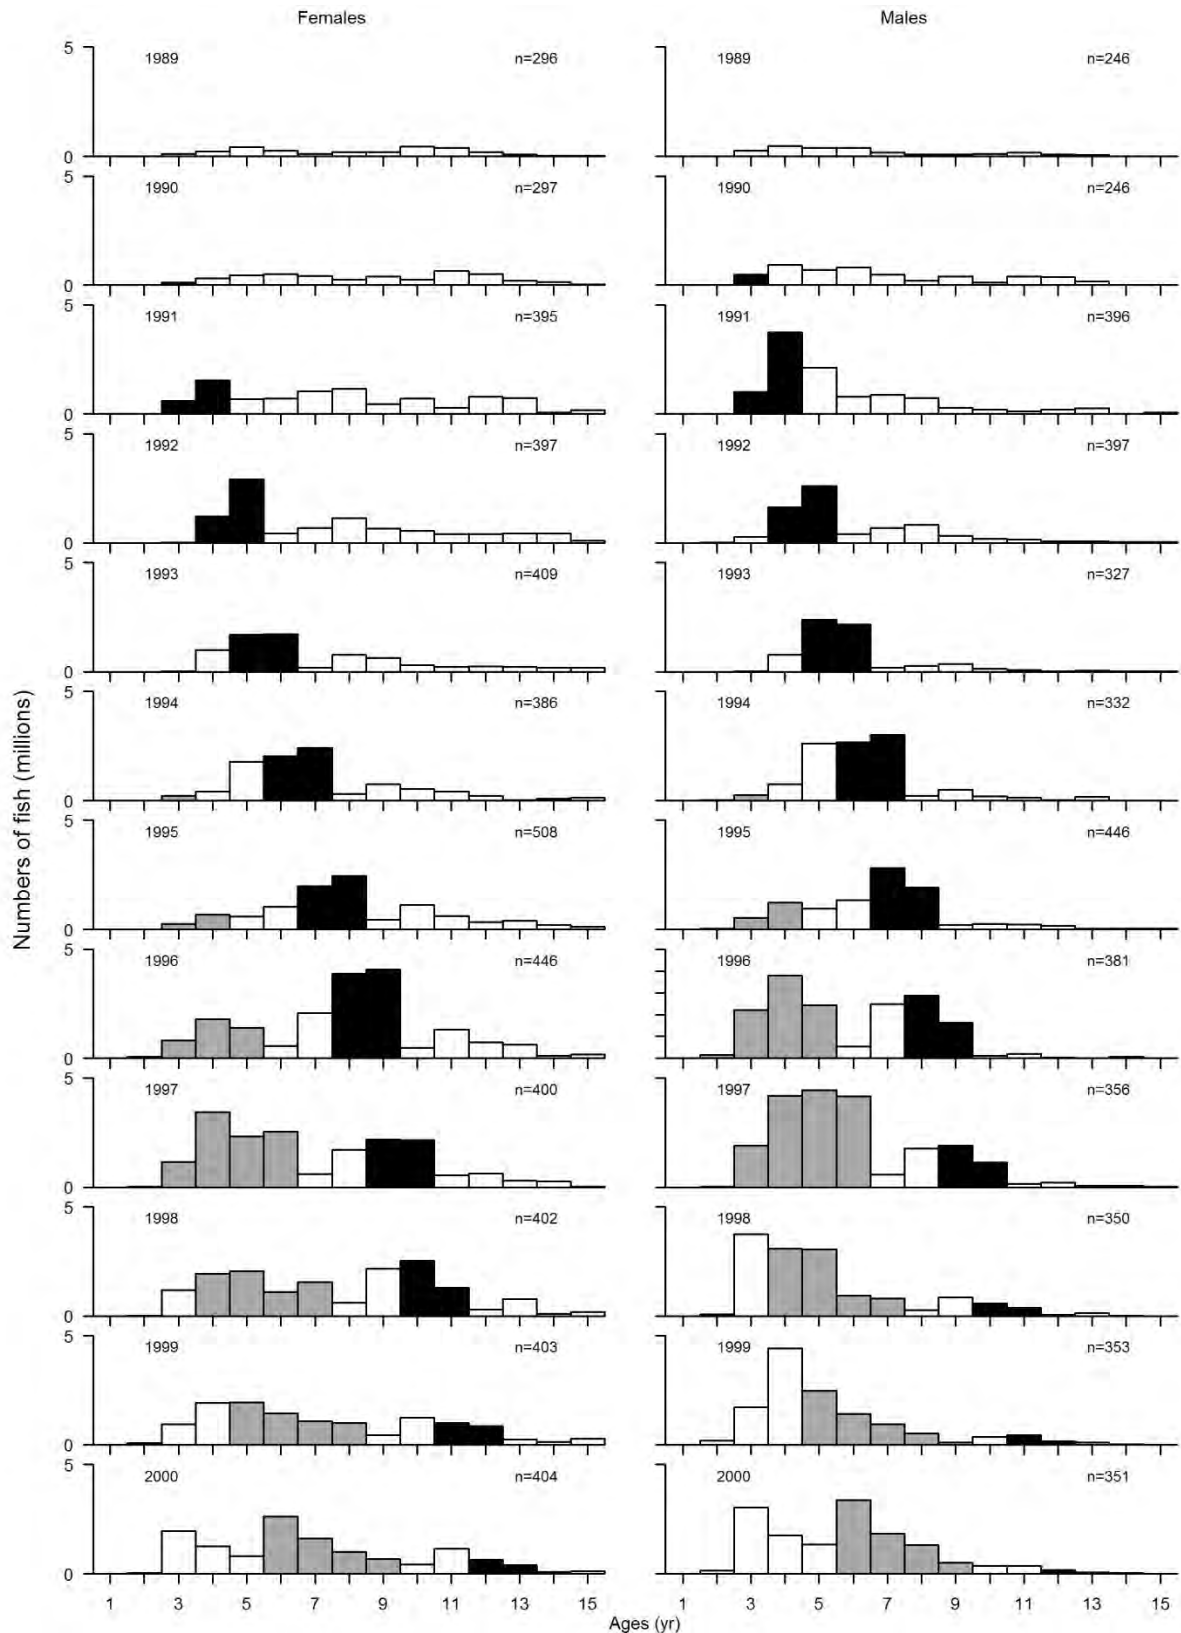 Females Males
5 1989 n=296 1989 n=246
0
5 1990 n=297 1990 n=246
0
5 1991 n=395 1991 n=396
0
5 1992 n=397 1992 n=397
0
5 1993 n=409 1993 n=327
0
5 1994 n=386 1994 n=332
0
5 1995 n=508 1995 n=446
0
5 1996 n=446 1996 n=381
0
5 1997 n=400 1997 n=356
0
5 1998 n=402 1998 n=350
0
5 1999 n=403 1999 n=353
0
5 2000 n=404 2000 n=351
0
1 3 5 7 9 11 13 15 1 3 5 7 9 11 13 15
Ages (yr)
Numbers of fish (millions)